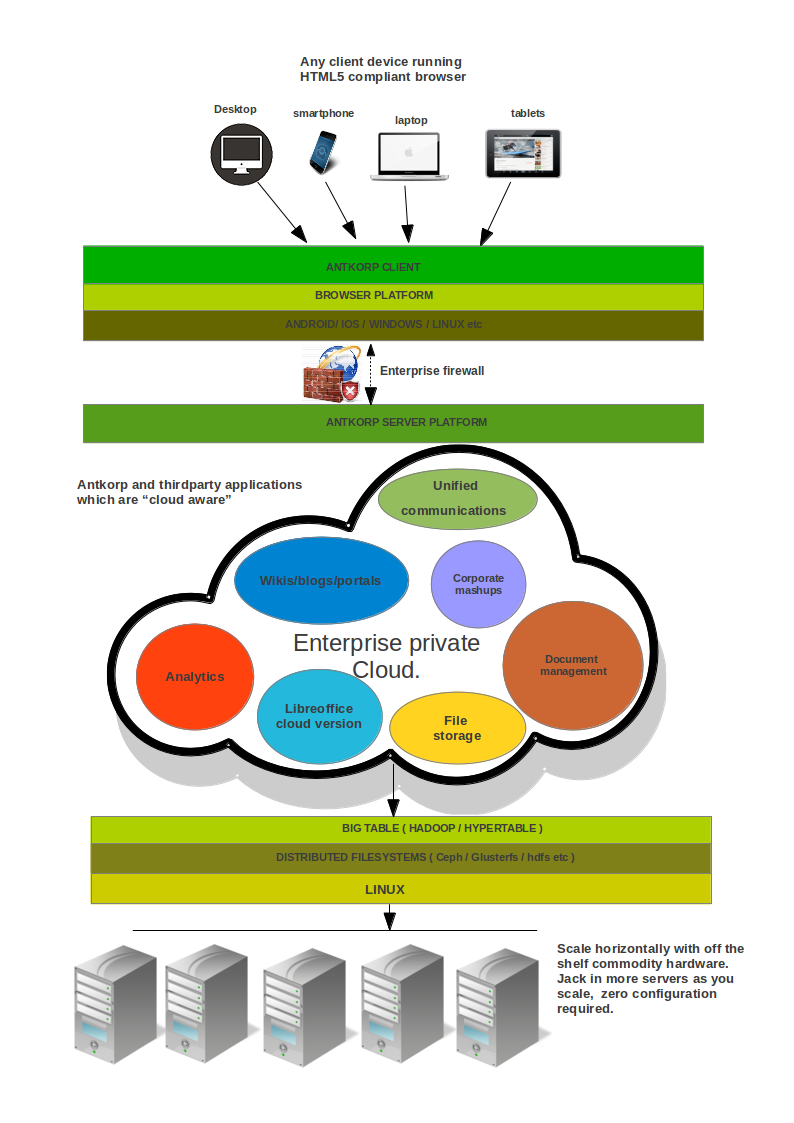 Any client device running
HTML5 compliant browser
Desktop
smartphone
laptop
tablets
ANTKORP CLIENT
BROWSER PLATFORM
ANDROID/ IOS / WINDOWS / LINUX etc
Enterprise firewall
ANTKORP SERVER PLATFORM
Antkorp and thirdparty applications
which are “cloud aware”
Unified
communications
Wikis/blogs/portals
Corporate
mashups
Enterprise private
Cloud.
Document
management
Analytics
Libreoffice
cloud version
File
storage
BIG TABLE ( HADOOP / HYPERTABLE )
DISTRIBUTED FILESYSTEMS ( Ceph / Glusterfs / hdfs etc )
LINUX
Scale horizontally with off the
shelf commodity hardware.
Jack in more servers as you
scale,  zero configuration
required.